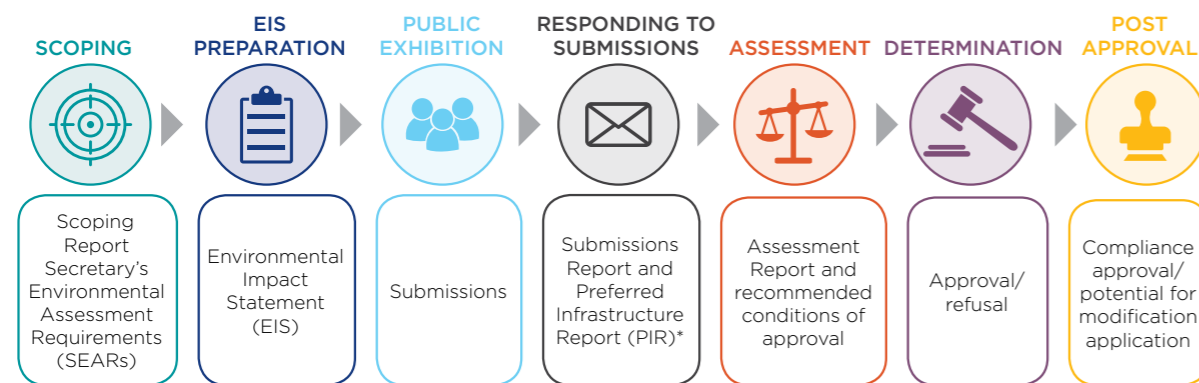 SCOPING
Scoping
Report
Secretary's
Environmental
Assessment
Requirements
(SEARs)
EIS
PREPARATION
Environmental
Impact
Statement
(EIS)
PUBLIC
EXHIBITION
Submissions
RESPONDING TO
SUBMISSIONS
Submissions
Report and
Preferred
Infrastructure
Report (PIR)*
ASSESSMENT
Assessment
Report and
recommended
conditions of
approval
DETERMINATION
Approval/
refusal
POST
APPROVAL
Compliance
approval/
potential for
modification
application